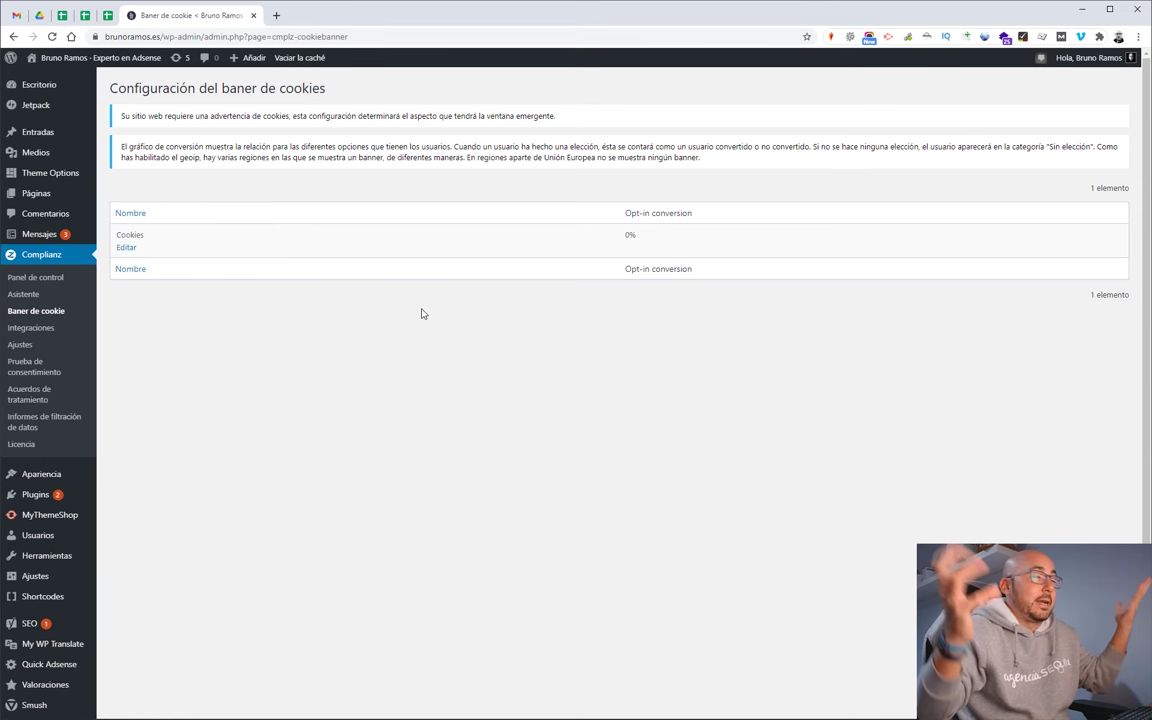 Baner de cookie < Bruno Ramos
brunoramos.es/wp-admin/admin.php?page=cmplz-cookiebanner
New
25
Bruno Ramos - Experto en Adsense
5
0
Añadir
Vaciar la caché
Hola, Bruno Ramos
Escritorio
Jetpack
Entradas
Medios
Theme Options
Páginas
Comentarios
Mensajes 3
Complianz
Panel de control
Asistente
Baner de cookie
Integraciones
Ajustes
Prueba de
consentimiento
Acuerdos de
tratamiento
Informes de filtración
de datos
Licencia
Apariencia
Plugins 2
MyThemeShop
Usuarios
Herramientas
Ajustes
Shortcodes
SEO 1
My WP Translate
Quick Adsense
Valoraciones
Smush
Configuración del baner de cookies
Su sitio web requiere una advertencia de cookies, esta configuración determinará el aspecto que tendrá la ventana emergente.
El gráfico de conversión muestra la relación para las diferentes opciones que tienen los usuarios. Cuando un usuario ha hecho una elección, ésta se contará como un usuario convertido o no convertido. Si no se hace ninguna elección, el usuario aparecerá en la categoría "Sin elección". Como
has habilitado el geoip, hay varias regiones en las que se muestra un banner, de diferentes maneras. En regiones aparte de Unión Europea no se muestra ningún banner.
1 elemento
Nombre Opt-in conversion
Cookies 0%
Editar
Nombre Opt-in conversion
1 elemento